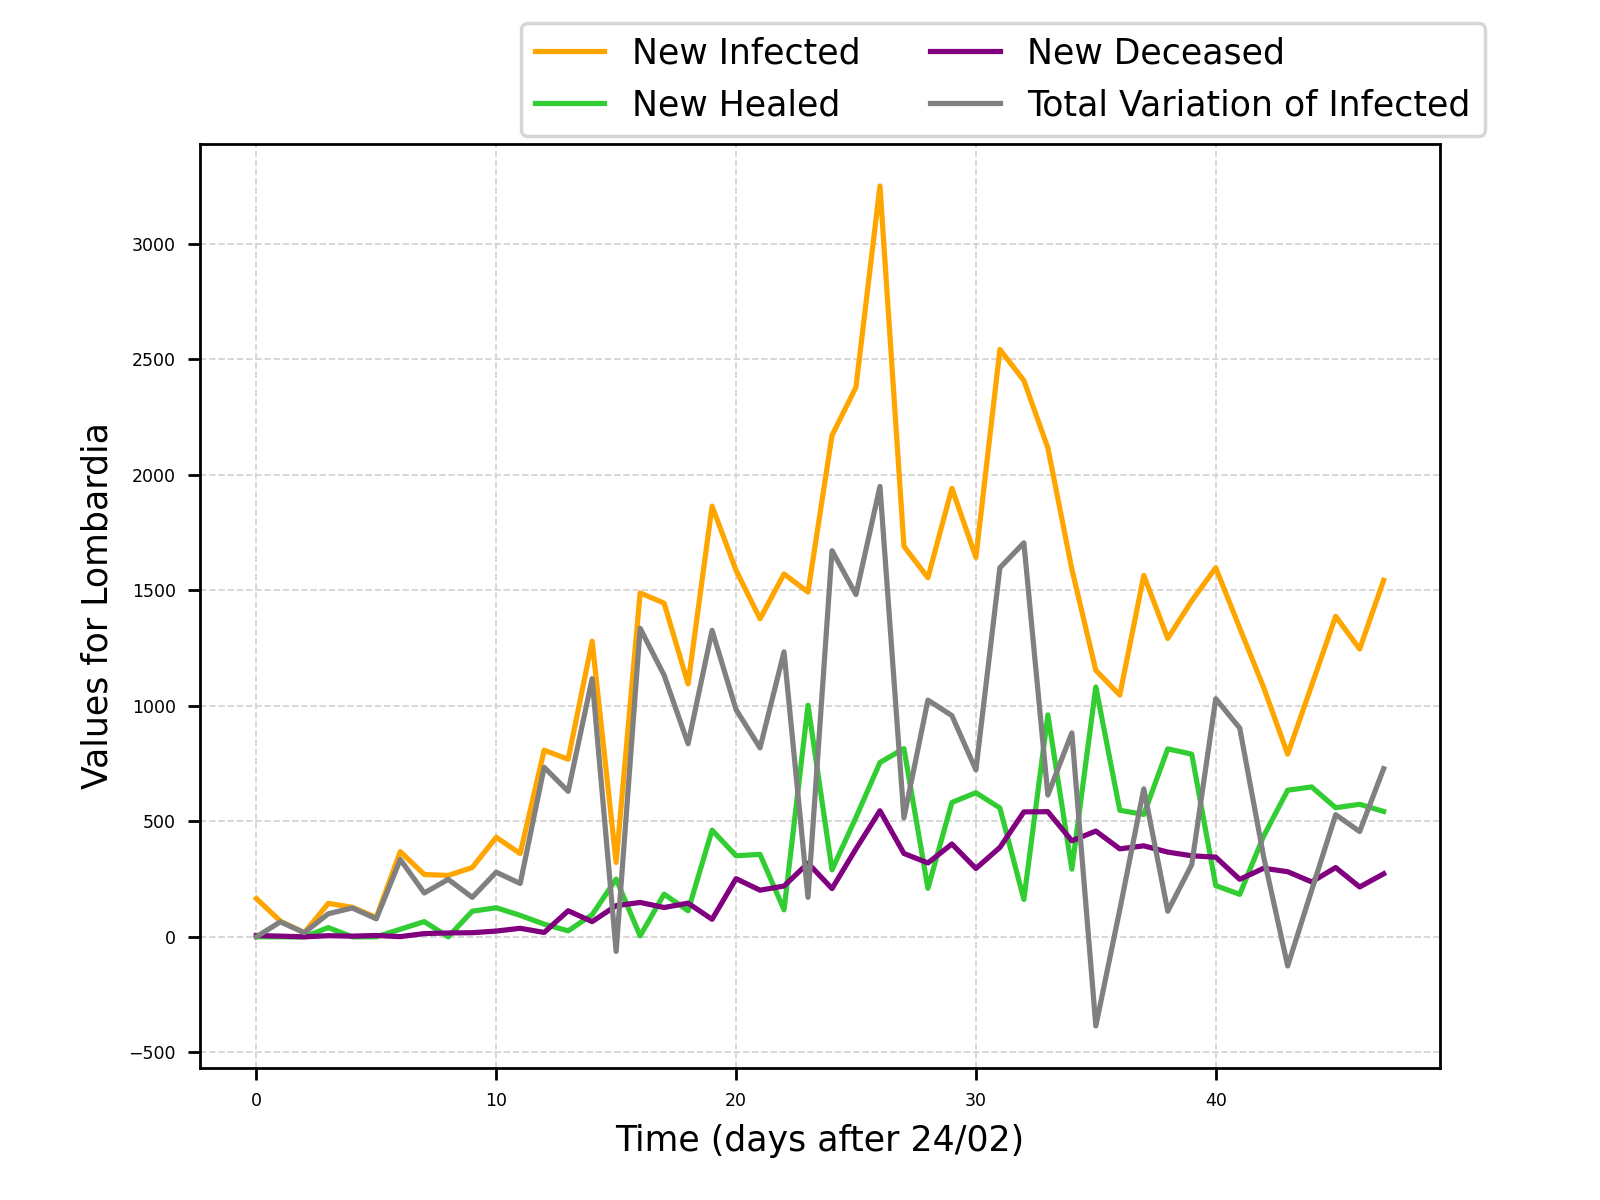 New Infected
New Healed
New Deceased
Total Variation of Infected
3000
2500
2000
1500
1000
500
0
−500
Values for Lombardia
0 10 20 30 40
Time (days after 24/02)